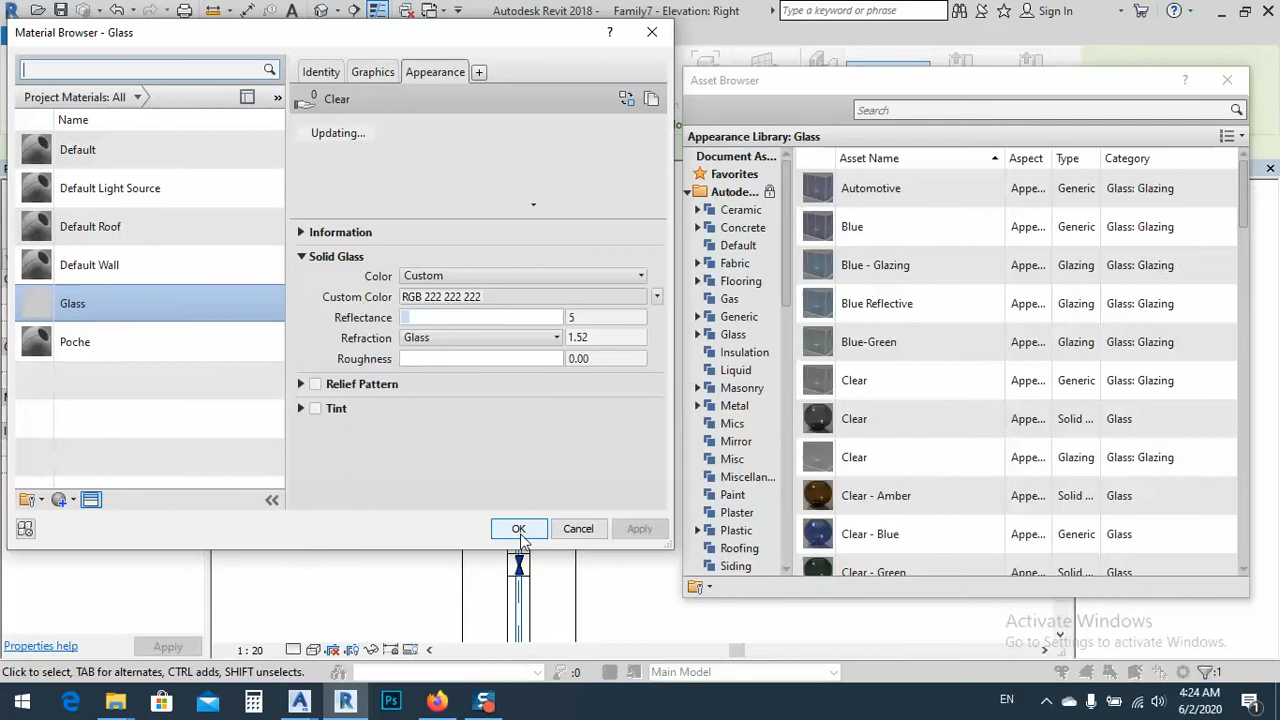 Autodesk Revit 2018 - Family7 - Elevation: Right
Type a keyword or phrase
Sign In
Material Browser - Glass
Project Materials: All
Name
Default
Default Light Source
Default Roof
Default Wall
Glass
Poche
Identity
Graphics
Appearance
0
Clear
Updating...
Information
Solid Glass
Color
Custom
Custom Color
RGB 222 222 222
Reflectance
5
Refraction
Glass
1.52
Roughness
0.00
Relief Pattern
Tint
OK
Cancel
Apply
Asset Browser
Search
Appearance Library: Glass
Document As...
Favorites
Autode...
Ceramic
Concrete
Default
Fabric
Flooring
Gas
Generic
Glass
Insulation
Liquid
Masonry
Metal
Mics
Mirror
Misc
Miscellan...
Paint
Plaster
Plastic
Roofing
Siding
Asset Name Aspect Type Category
Automotive Appe... Generic Glass: Glazing
Blue Appe... Generic Glass: Glazing
Blue - Glazing Appe... Glazing Glass: Glazing
Blue Reflective Appe... Glazing Glass: Glazing
Blue-Green Appe... Glazing Glass: Glazing
Clear Appe... Generic Glass: Glazing
Clear Appe... Solid ... Glass
Clear Appe... Glazing Glass: Glazing
Clear - Amber Appe... Solid ... Glass
Clear - Blue Appe... Generic Glass
Clear - Green Appe... Solid ... Glass
Activate Windows
Go to Settings to activate Windows.
Properties help
Apply
1 : 20
Click to select, TAB for alternates, CTRL adds, SHIFT unselects.
:0
Main Model
:1
EN
4:24 AM
6/2/2020